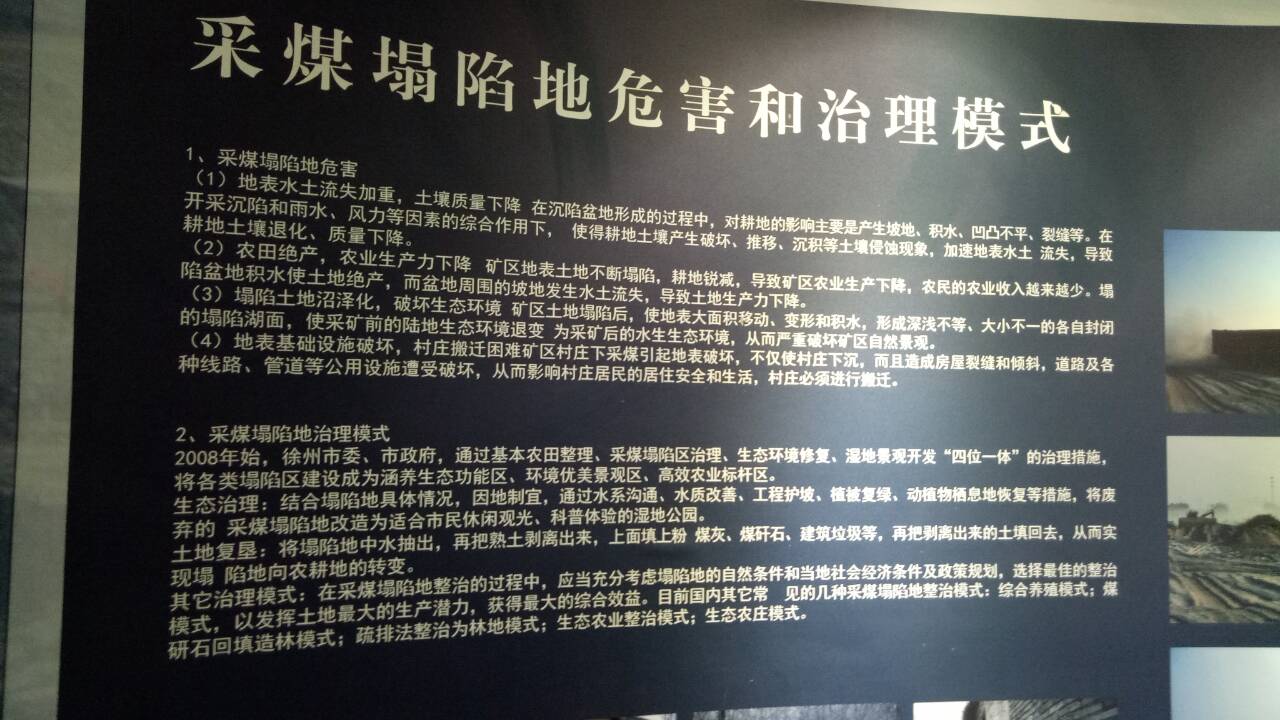 采煤塌陷地危害和治理模式
1、采煤塌陷地危害
（1）地表水土流失加重，土壤质量下降 在沉陷盆地形成的过程中，对耕地的影响主要是产生坡地、积水、凹凸不平、裂缝等。在
开采沉陷和雨水、风力等因素的综合作用下， 使得耕地土壤产生破坏、推移、沉积等土壤侵蚀现象，加速地表水土 流失，导致
耕地土壤退化、质量下降。
（2）农田绝产，农业生产力下降 矿区地表土地不断塌陷，耕地锐减，导致矿区农业生产下降，农民的农业收入越来越少。塌
陷盆地积水使土地绝产，而盆地周围的坡地发生水土流失，导致土地生产力下降。
（3）塌陷土地沼泽化，破坏生态环境 矿区土地塌陷后，使地表大面积移动、变形和积水，形成深浅不等、大小不一的各自封闭
的塌陷湖面，使采矿前的陆地生态环境退变 为采矿后的水生生态环境，从而严重破坏矿区自然景观。
（4）地表基础设施破坏，村庄搬迁困难矿区村庄下采煤引起地表破坏，不仅使村庄下沉，而且造成房屋裂缝和倾斜，道路及各
种线路、管道等公用设施遭受破坏，从而影响村庄居民的居住安全和生活，村庄必须进行搬迁。
2、采煤塌陷地治理模式
2008年始，徐州市委、市政府，通过基本农田整理、采煤塌陷区治理、生态环境修复、湿地景观开发“四位一体”的治理措施，
将各类塌陷区建设成为涵养生态功能区、环境优美景观区、高效农业标杆区。
生态治理：结合塌陷地具体情况，因地制宜，通过水系沟通、水质改善、工程护坡、植被复绿、动植物栖息地恢复等措施，将废
弃的 采煤塌陷地改造为适合市民休闲观光、科普体验的湿地公园。
土地复垦：将塌陷地中水抽出，再把熟土剥离出来，上面填上粉 煤灰、煤矸石、建筑垃圾等，再把剥离出来的土填回去，从而实
现塌 陷地向农耕地的转变。
其它治理模式：在采煤塌陷地整治的过程中，应当充分考虑塌陷地的自然条件和当地社会经济条件及政策规划，选择最佳的整治
模式，以发挥土地最大的生产潜力，获得最大的综合效益。目前国内其它常 见的几种采煤塌陷地整治模式：综合养殖模式；煤
研石回填造林模式；疏排法整治为林地模式；生态农业整治模式；生态农庄模式。